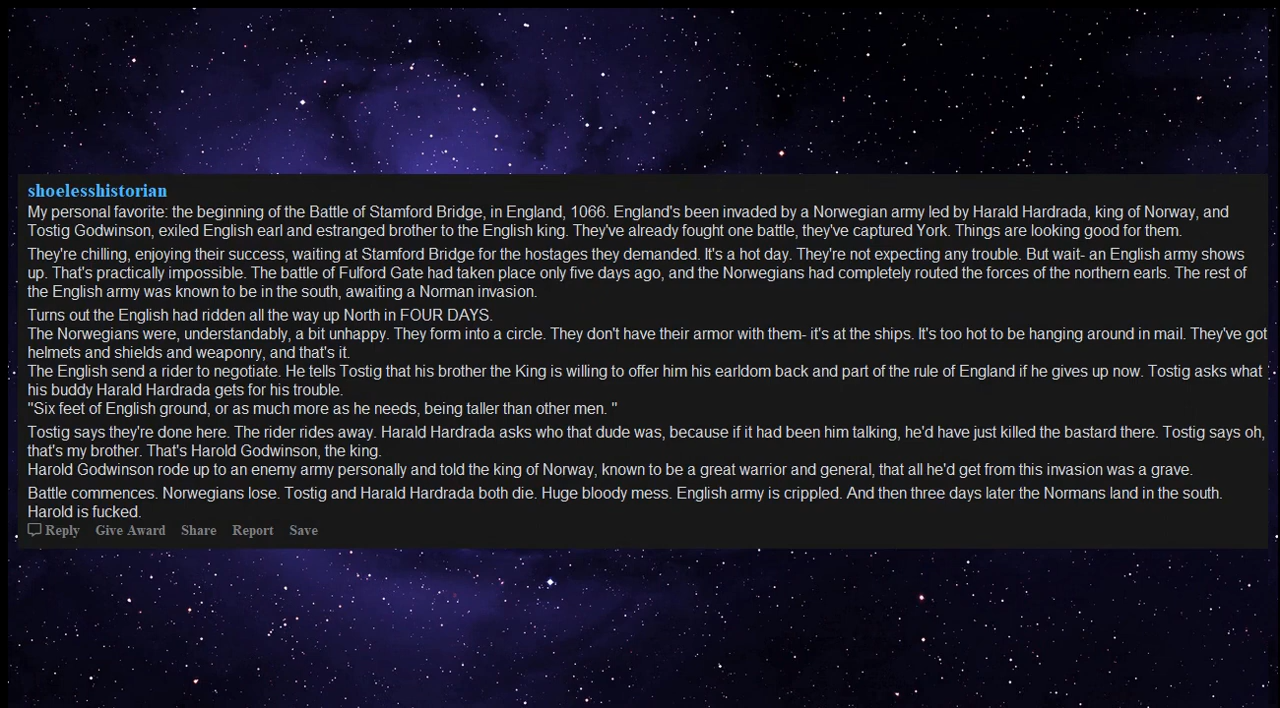 shoelesshistorian
My personal favorite: the beginning of the Battle of Stamford Bridge, in England, 1066. England's been invaded by a Norwegian army led by Harald Hardrada, king of Norway, and
Tostig Godwinson, exiled English earl and estranged brother to the English king. They've already fought one battle, they've captured York. Things are looking good for them.
They're chilling, enjoying their success, waiting at Stamford Bridge for the hostages they demanded. It's a hot day. They're not expecting any trouble. But wait- an English army shows
up. That's practically impossible. The battle of Fulford Gate had taken place only five days ago, and the Norwegians had completely routed the forces of the northern earls. The rest of
the English army was known to be in the south, awaiting a Norman invasion.
Turns out the English had ridden all the way up North in FOUR DAYS.
The Norwegians were, understandably, a bit unhappy. They form into a circle. They don't have their armor with them- it's at the ships. It's too hot to be hanging around in mail. They've got
helmets and shields and weaponry, and that's it.
The English send a rider to negotiate. He tells Tostig that his brother the King is willing to offer him his earldom back and part of the rule of England if he gives up now. Tostig asks what
his buddy Harald Hardrada gets for his trouble.
"Six feet of English ground, or as much more as he needs, being taller than other men. "
Tostig says they're done here. The rider rides away. Harald Hardrada asks who that dude was, because if it had been him talking, he'd have just killed the bastard there. Tostig says oh,
that's my brother. That's Harold Godwinson, the king.
Harold Godwinson rode up to an enemy army personally and told the king of Norway, known to be a great warrior and general, that all he'd get from this invasion was a grave.
Battle commences. Norwegians lose. Tostig and Harald Hardrada both die. Huge bloody mess. English army is crippled. And then three days later the Normans land in the south.
Harold is fucked.
Reply Give Award Share Report Save